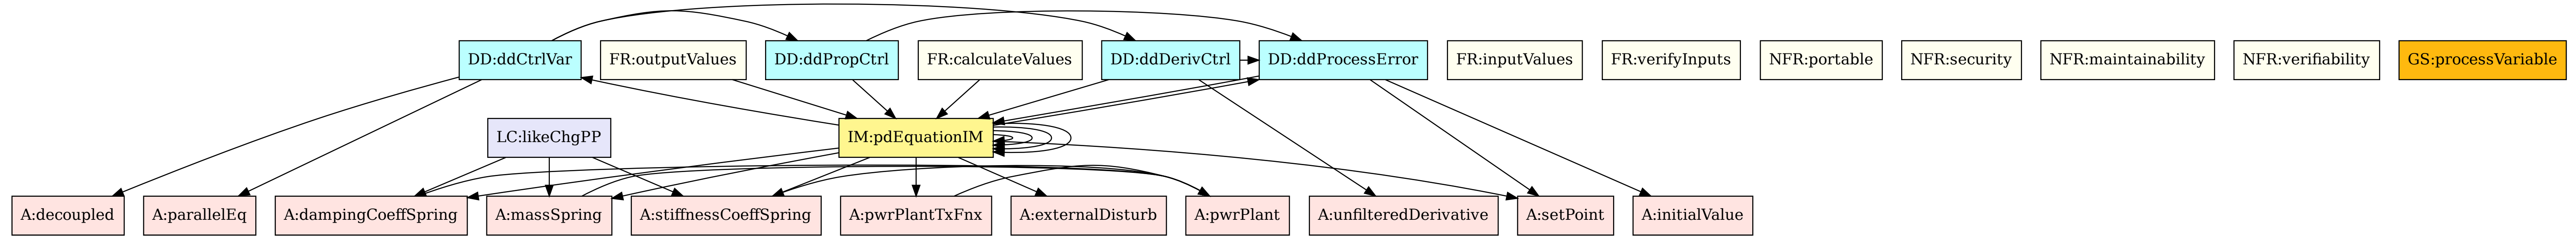 DD:ddCtrlVar
FR:outputValues
DD:ddPropCtrl
FR:calculateValues
DD:ddDerivCtrl
DD:ddProcessError
FR:inputValues
FR:verifyInputs
NFR:portable
NFR:security
NFR:maintainability
NFR:verifiability
GS:processVariable
LC:likeChgPP
IM:pdEquationIM
A:decoupled
A:parallelEq
A:dampingCoeffSpring
A:massSpring
A:stiffnessCoeffSpring
A:pwrPlantTxFnx
A:externalDisturb
A:pwrPlant
A:unfilteredDerivative
A:setPoint
A:initialValue